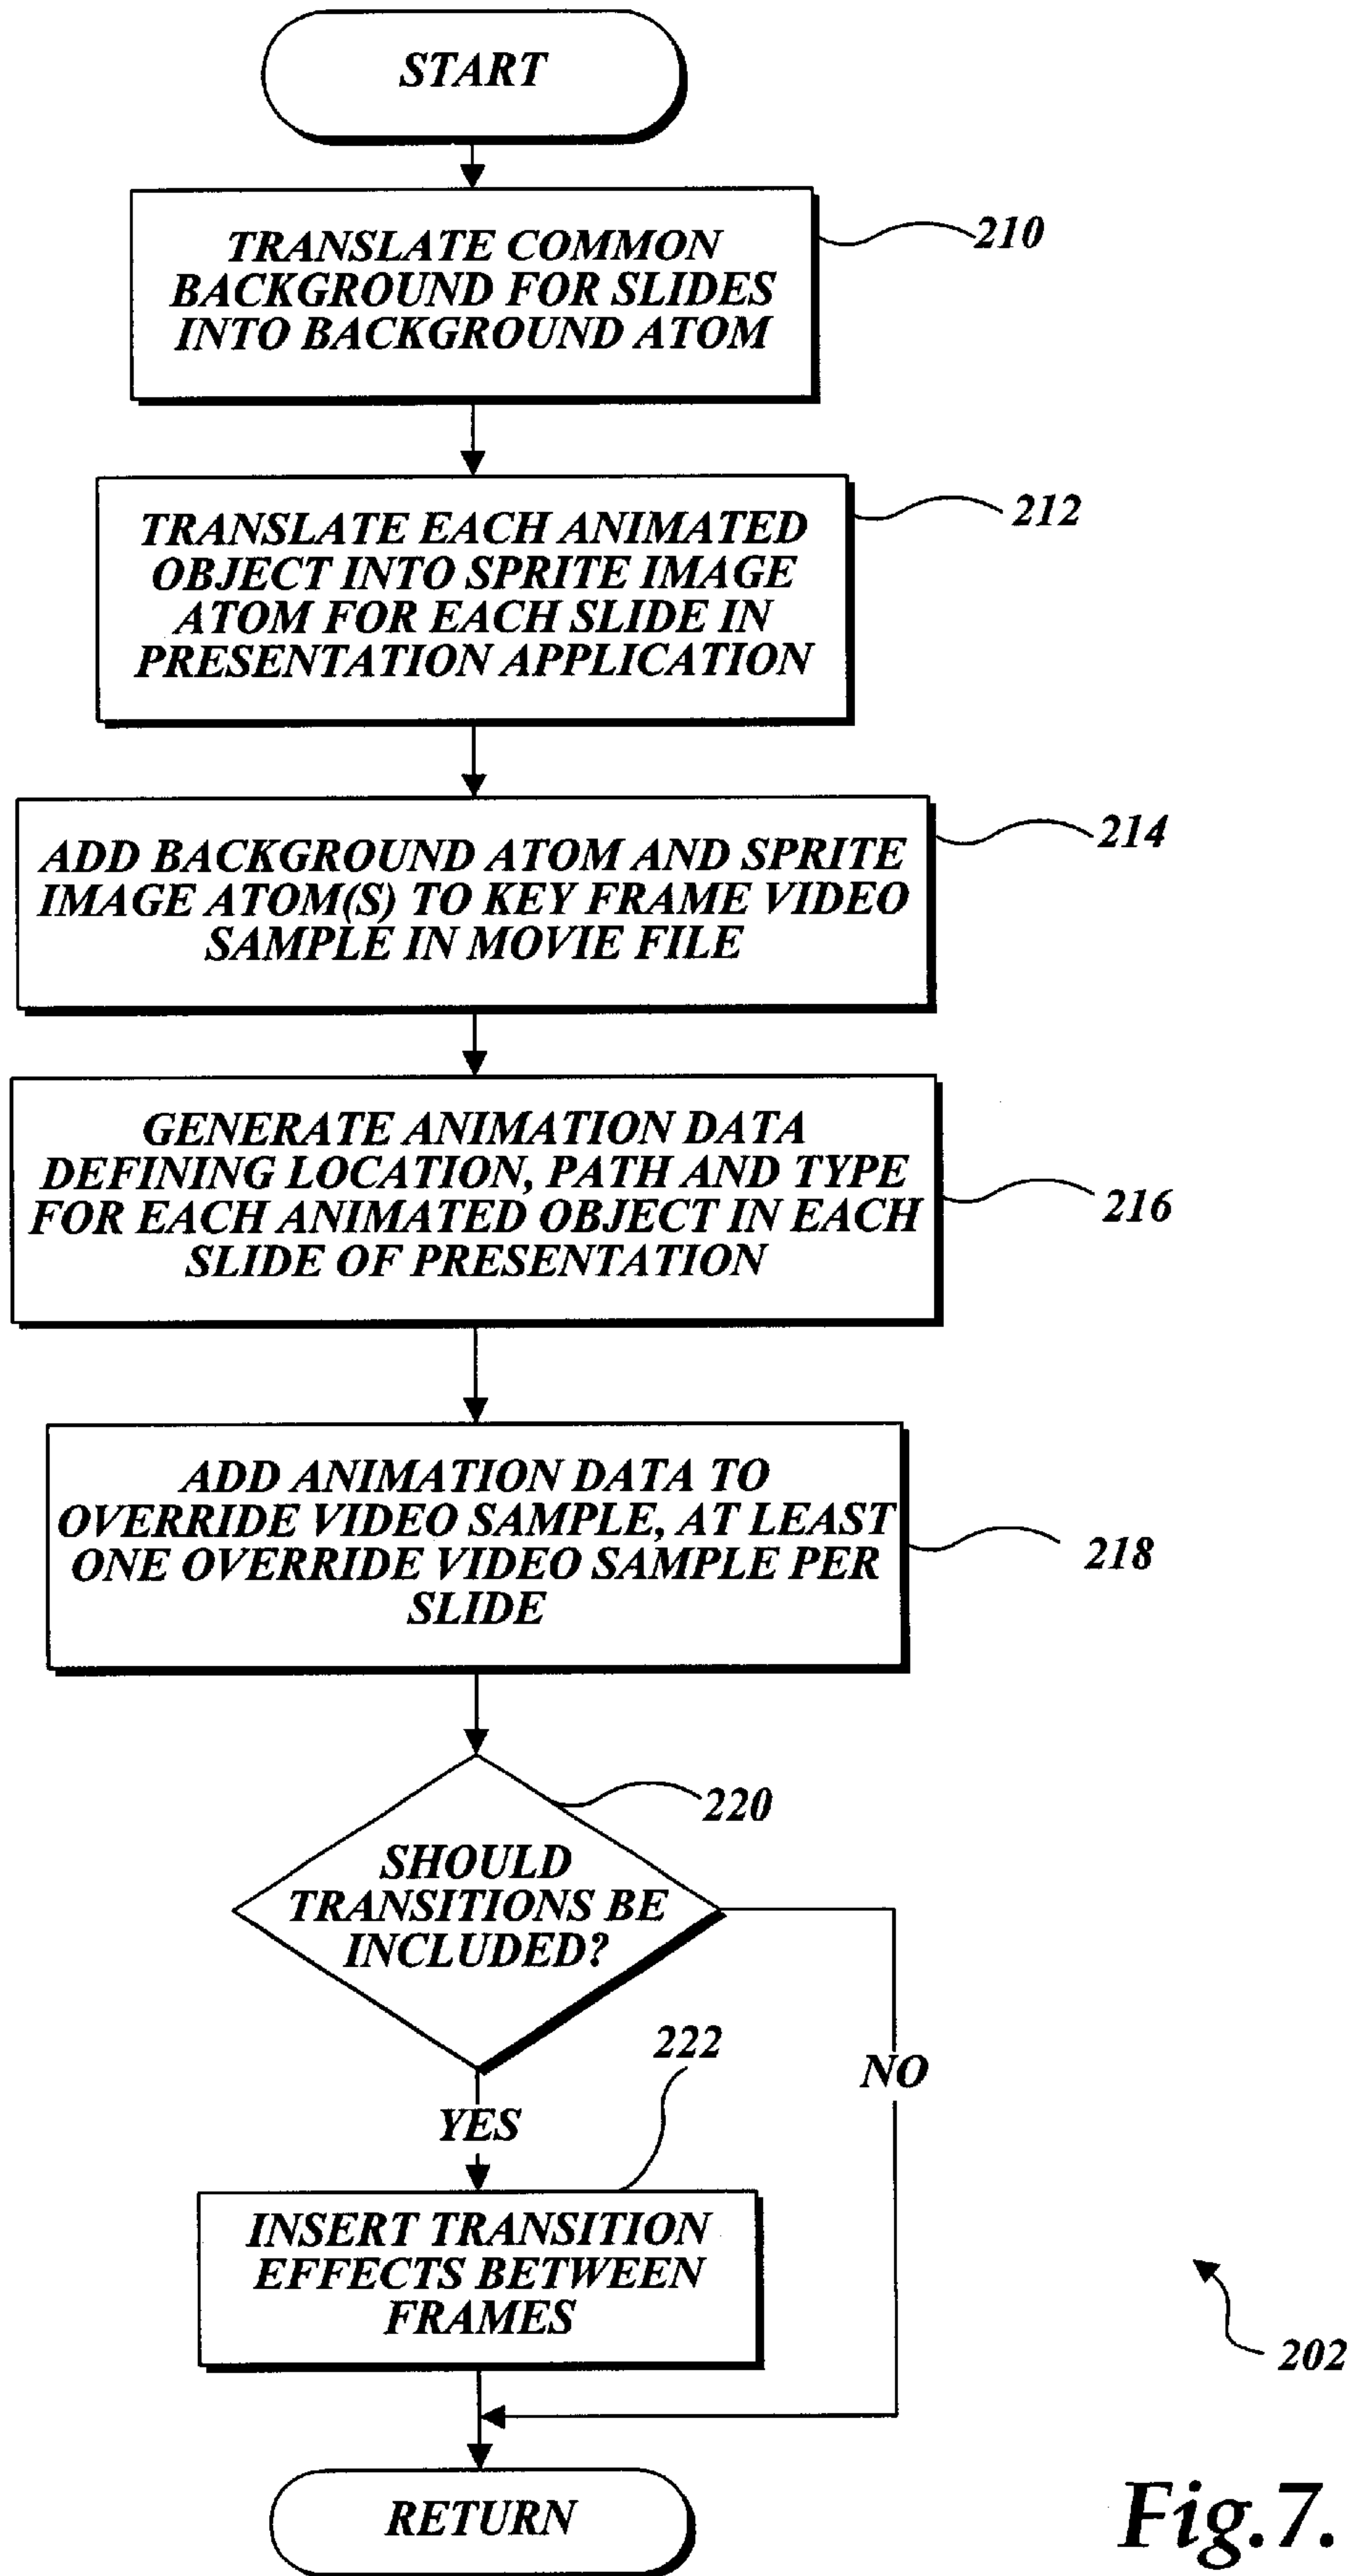 START
TRANSLATE COMMON
BACKGROUND FOR SLIDES
INTO BACKGROUND ATOM
210
TRANSLATE EACH ANIMATED
OBJECT INTO SPRITE IMAGE
ATOM FOR EACH SLIDE IN
PRESENTATION APPLICATION
212
ADD BACKGROUND ATOM AND SPRITE
IMAGE ATOM(S) TO KEY FRAME VIDEO
SAMPLE IN MOVIE FILE
214
GENERATE ANIMATION DATA
DEFINING LOCATION, PATH AND TYPE
FOR EACH ANIMATED OBJECT IN EACH
SLIDE OF PRESENTATION
216
ADD ANIMATION DATA TO
OVERRIDE VIDEO SAMPLE, AT LEAST
ONE OVERRIDE VIDEO SAMPLE PER
SLIDE
218
220
SHOULD
TRANSITIONS BE
INCLUDED?
222
NO
YES
INSERT TRANSITION
EFFECTS BETWEEN
FRAMES
202
RETURN
Fig.7.